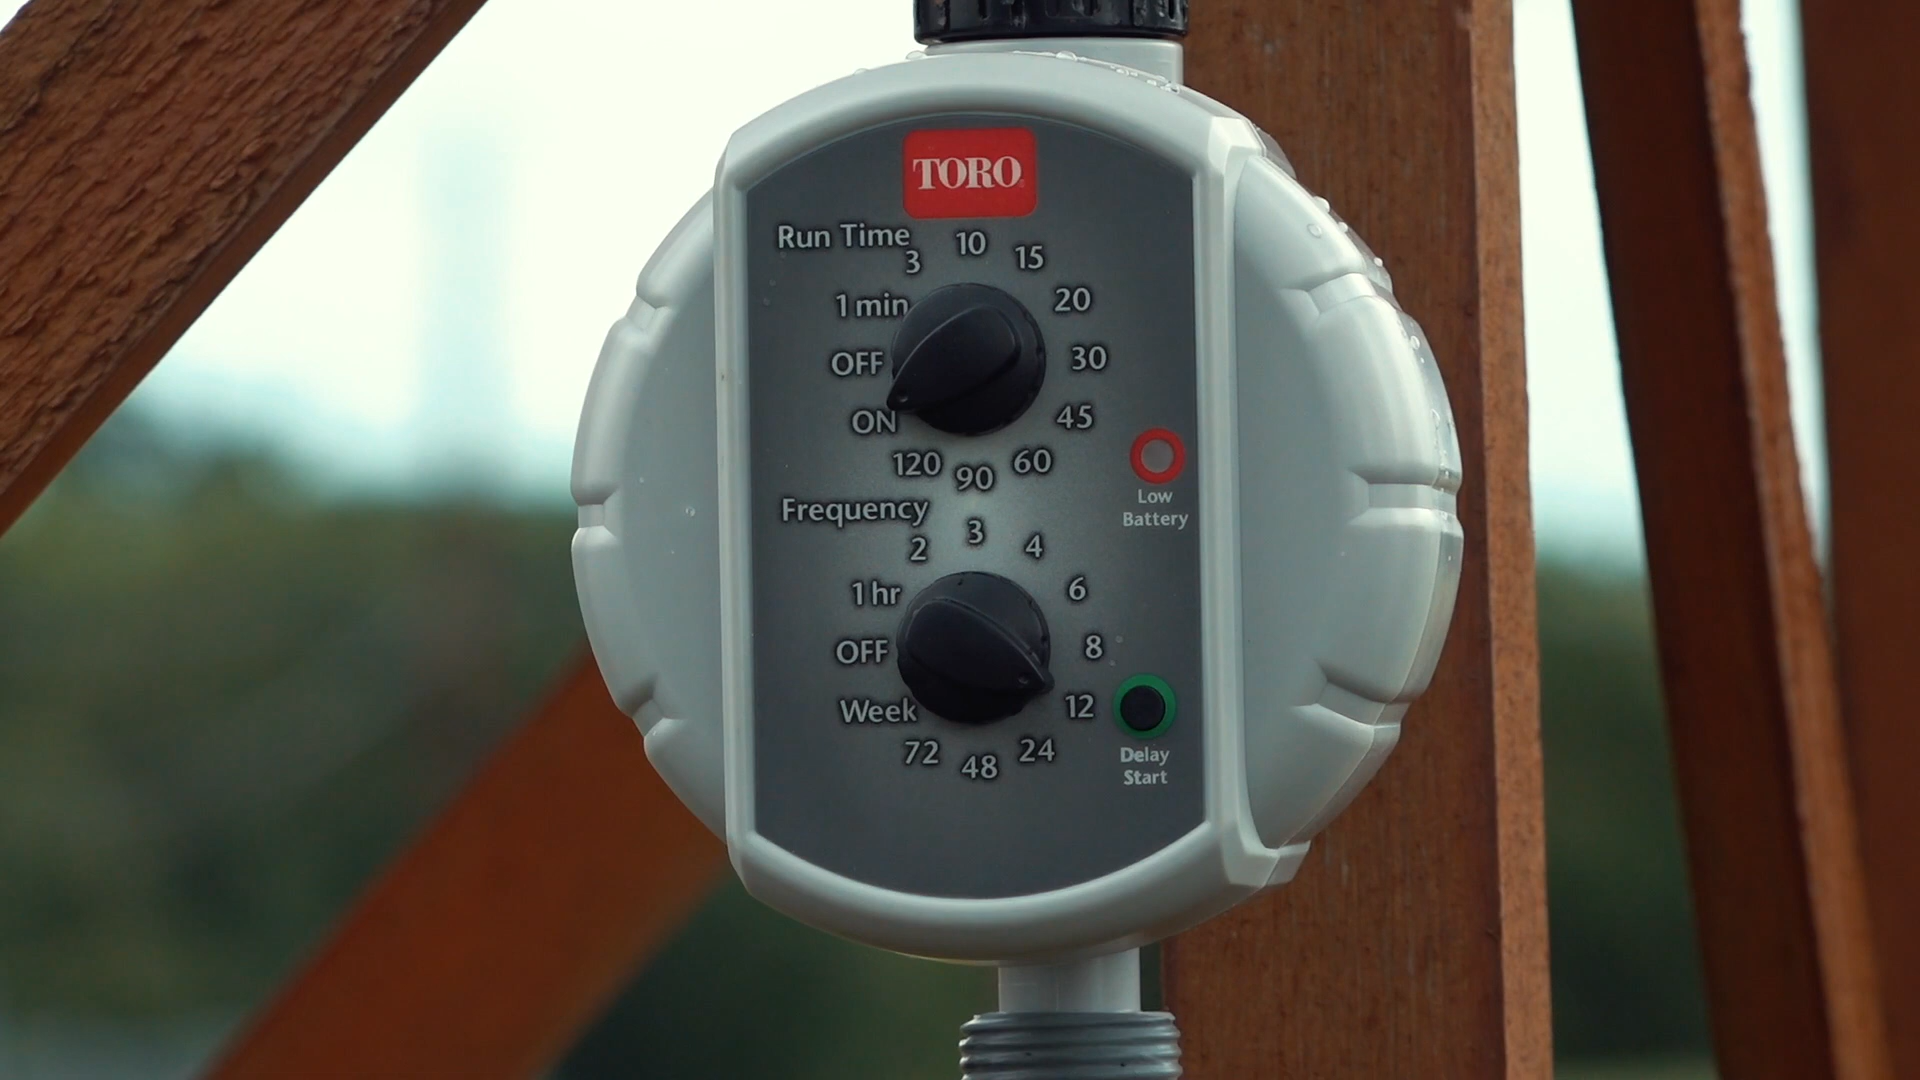 TORO
Run Time
3
10
15
1 min
20
OFF
30
ON
45
120
90
60
Low
Battery
Frequency
2
3
4
1 hr
6
OFF
8
Week
12
72
48
24
Delay
Start